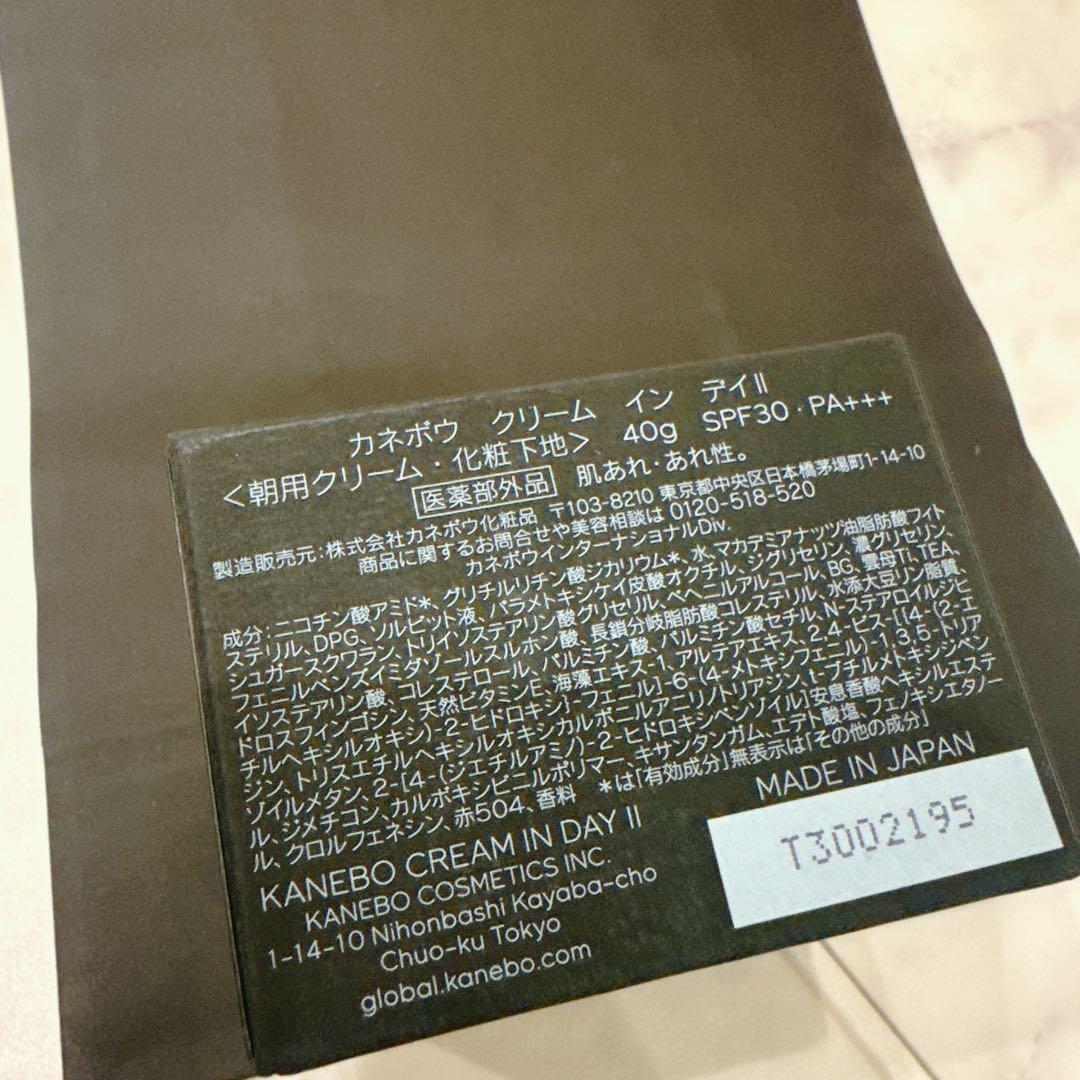 カネボウ クリーム イン デイII
<朝用クリーム・化粧下地> 40g SPF30・PA+++
医薬部外品 肌あれ・あれ性。
製造販売元:株式会社カネボウ化粧品 〒103-8210 東京都中央区日本橋茅場町1-14-10
商品に関するお問合せや美容相談は 0120-518-520
カネボウインターナショナルDiv.
成分:ニコチン酸アミド*、グリチルリチン酸ジカリウム*、水、マカデミアナッツ油脂肪酸フィト
ステリル、DPG、ソルビット液、パラメトキシケイ皮酸オクチル、ジグリセリン、濃グリセリン、
シュガースクワラン、トリイソステアリン酸グリセリル、ベヘニルアルコール、BG、雲母Ti、TEA、
フェニルベンズイミダゾールスルホン酸、長鎖分岐脂肪酸コレステリル、水添大豆リン脂質、
イソステアリン酸、コレステロール、パルミチン酸、パルミチン酸セチル、N-ステアロイルジヒ
ドロスフィンゴシン、天然ビタミンE、海藻エキス-1、アルテアエキス、2,4-ビス-[{4-(2-エ
チルヘキシルオキシ)-2-ヒドロキシ}-フェニル]-6-(4-メトキシフェニル)-1,3,5-トリア
ジン、トリスエチルヘキシルオキシカルボニルアニリノトリアジン、t-ブチルメトキシジベン
ゾイルメタン、2-[4-(ジエチルアミノ)-2-ヒドロキシベンゾイル]安息香酸ヘキシルエステ
ル、ジメチコン、カルボキシビニルポリマー、キサンタンガム、エデト酸塩、フェノキシエタノー
ル、クロルフェネシン、赤504、香料 *は「有効成分」無表示は「その他の成分」
KANEBO CREAM IN DAY II
MADE IN JAPAN
KANEBO COSMETICS INC.
1-14-10 Nihonbashi Kayaba-cho
Chuo-ku Tokyo
global.kanebo.com
T3002195